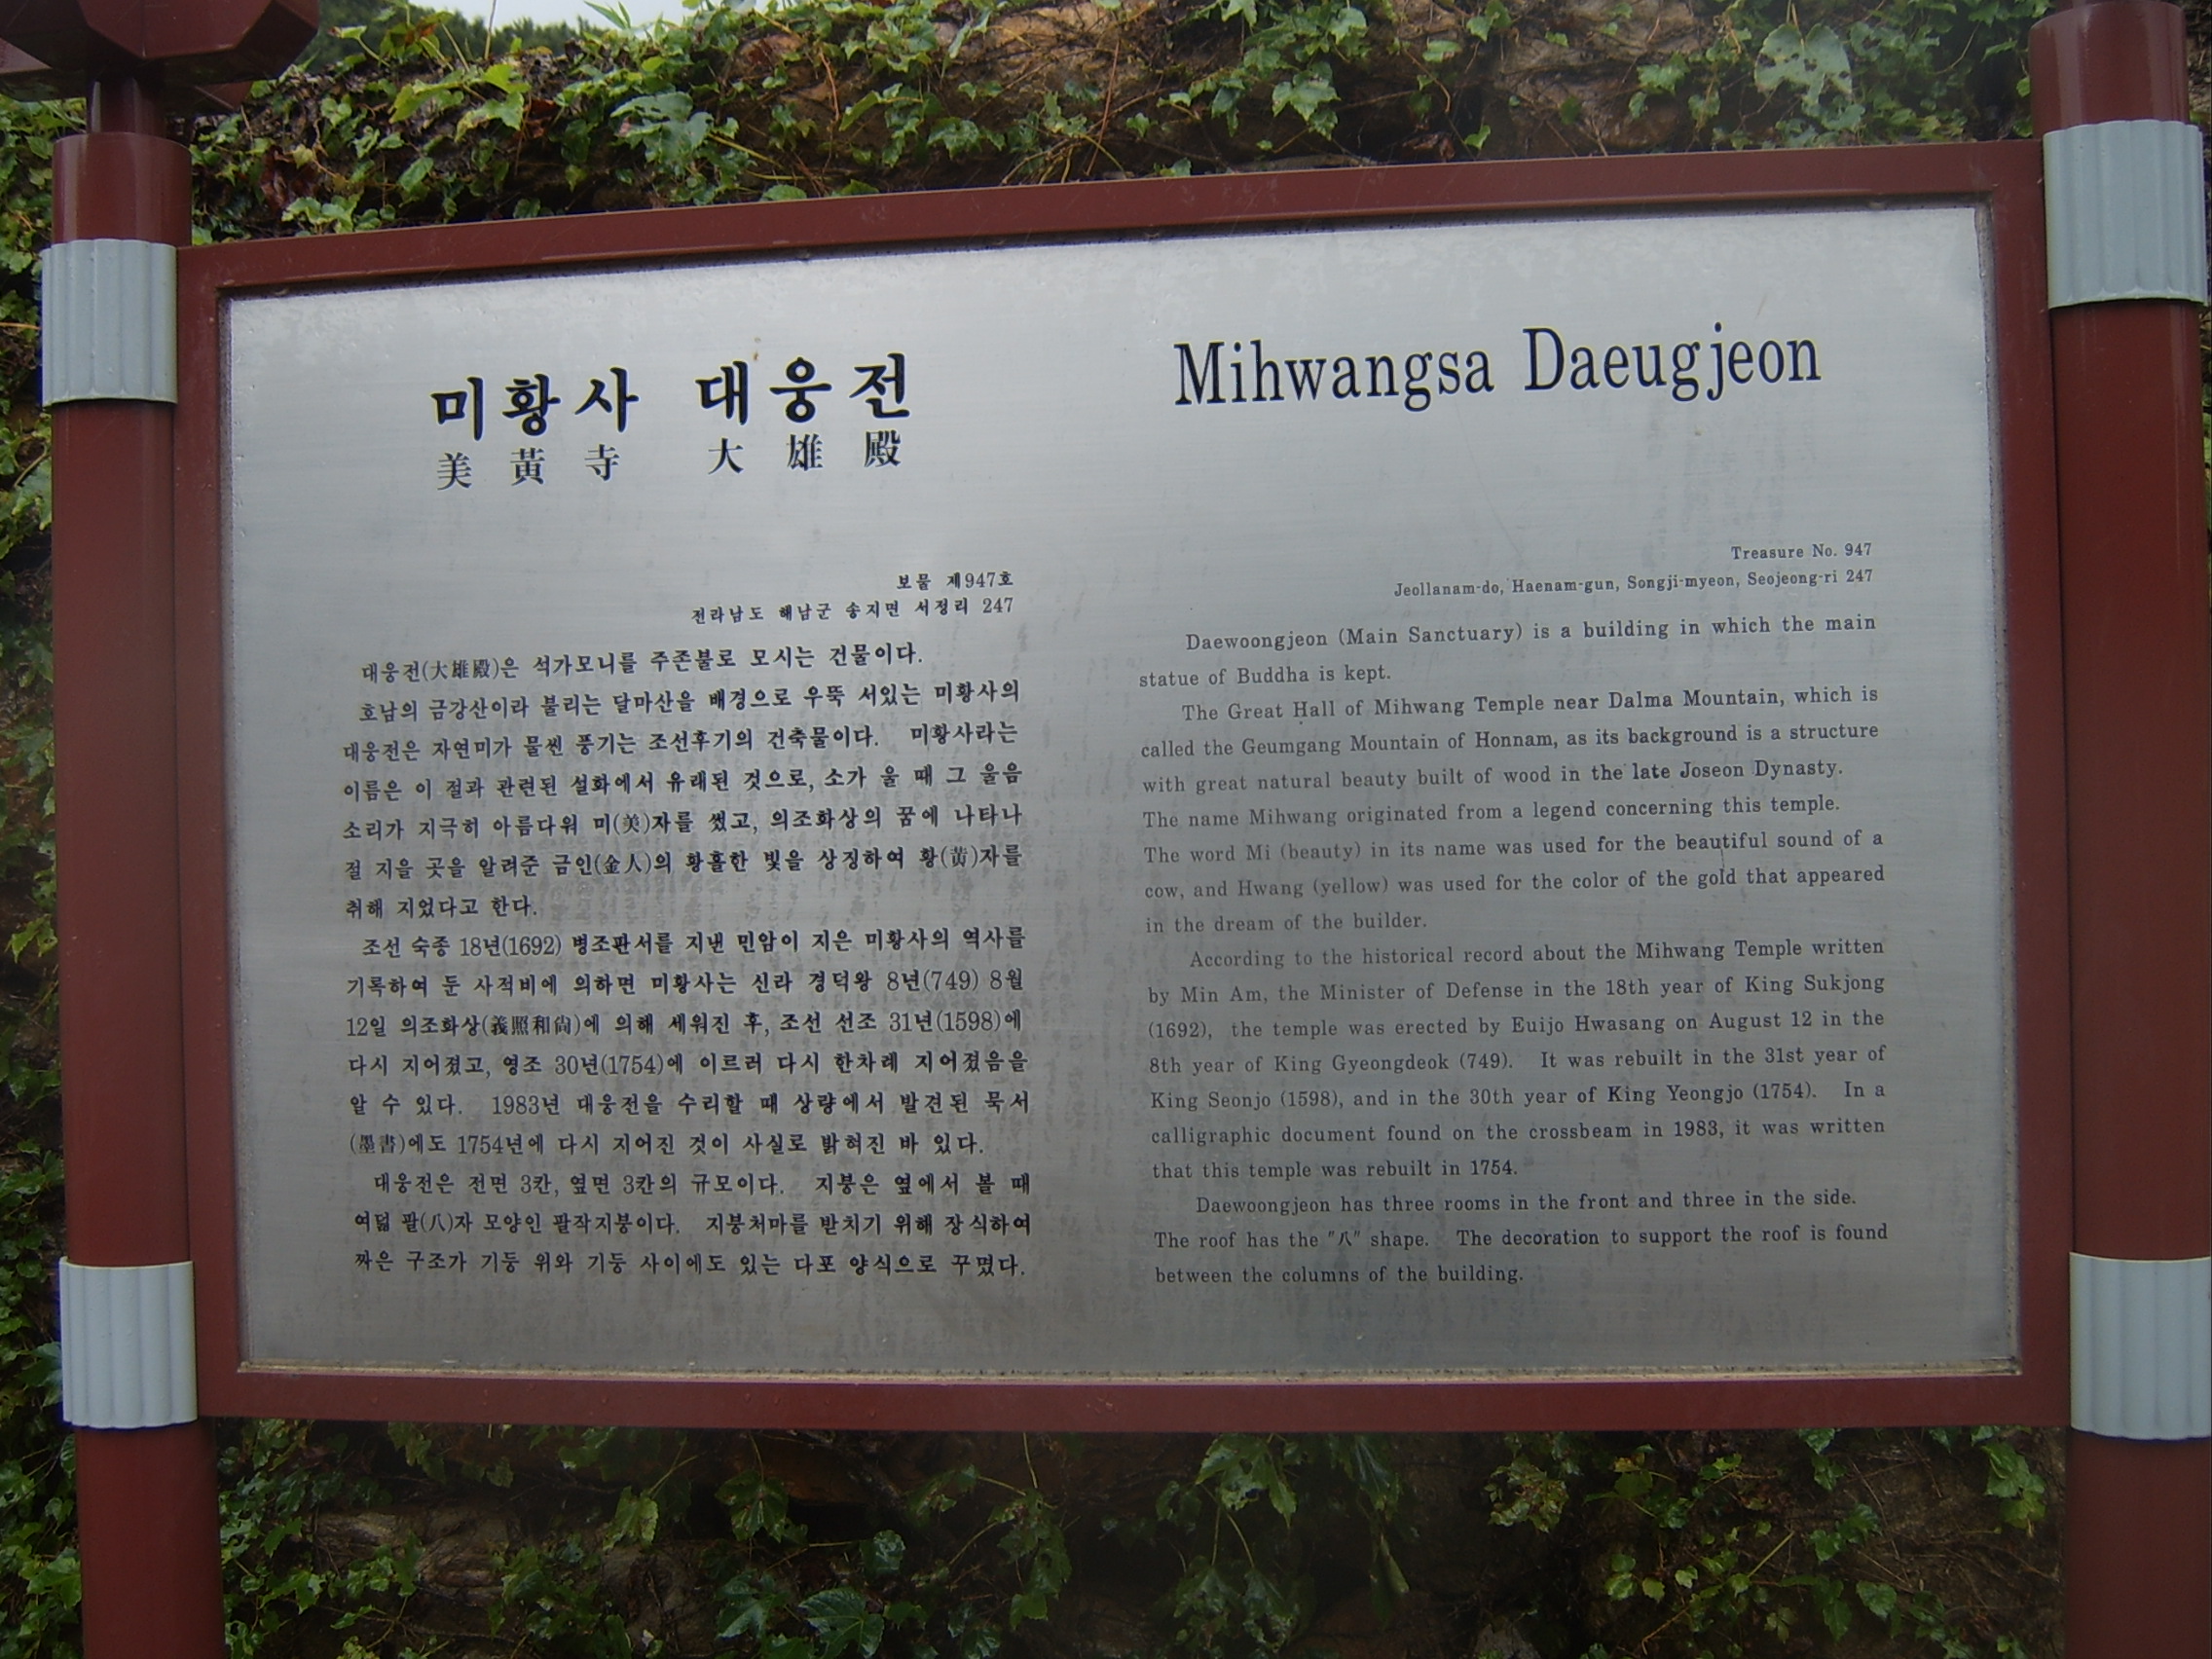 미황사 대웅전
美黃寺 大雄殿
보물 제947호
전라남도 해남군 송지면 서정리 247
대웅전(大雄殿)은 석가모니를 주존불로 모시는 건물이다.
호남의 금강산이라 불리는 달마산을 배경으로 우뚝 서있는 미황사의
대웅전은 자연미가 물씬 풍기는 조선후기의 건축물이다. 미황사라는
이름은 이 절과 관련된 설화에서 유래된 것으로, 소가 울 때 그 울음
소리가 지극히 아름다워 미(美)자를 썼고, 의조화상의 꿈에 나타나
절 지을 곳을 알려준 금인(金人)의 황홀한 빛을 상징하여 황(黃)자를
취해 지었다고 한다.
조선 숙종 18년(1692) 병조판서를 지낸 민암이 지은 미황사의 역사를
기록하여 둔 사적비에 의하면 미황사는 신라 경덕왕 8년(749) 8월
12일 의조화상(義照和尙)에 의해 세워진 후, 조선 선조 31년(1598)에
다시 지어졌고, 영조 30년(1754)에 이르러 다시 한차례 지어졌음을
알 수 있다. 1983년 대웅전을 수리할 때 상량에서 발견된 묵서
(墨書)에도 1754년에 다시 지어진 것이 사실로 밝혀진 바 있다.
대웅전은 전면 3칸, 옆면 3칸의 규모이다. 지붕은 옆에서 볼 때
여덟 팔(八)자 모양인 팔작지붕이다. 지붕처마를 받치기 위해 장식하여
짜은 구조가 기둥 위와 기둥 사이에도 있는 다포 양식으로 꾸몄다.
Mihwangsa Daeugjeon
Treasure No. 947
Jeollanam-do, Haenam-gun, Songji-myeon, Seojeong-ri 247
Daewoongjeon (Main Sanctuary) is a building in which the main
statue of Buddha is kept.
The Great Hall of Mihwang Temple near Dalma Mountain, which is
called the Geumgang Mountain of Honnam, as its background is a structure
with great natural beauty built of wood in the late Joseon Dynasty.
The name Mihwang originated from a legend concerning this temple.
The word Mi (beauty) in its name was used for the beautiful sound of a
cow, and Hwang (yellow) was used for the color of the gold that appeared
in the dream of the builder.
According to the historical record about the Mihwang Temple written
by Min Am, the Minister of Defense in the 18th year of King Sukjong
(1692), the temple was erected by Euijo Hwasang on August 12 in the
8th year of King Gyeongdeok (749). It was rebuilt in the 31st year of
King Seonjo (1598), and in the 30th year of King Yeongjo (1754). In a
calligraphic document found on the crossbeam in 1983, it was written
that this temple was rebuilt in 1754.
Daewoongjeon has three rooms in the front and three in the side.
The roof has the "八" shape. The decoration to support the roof is found
between the columns of the building.